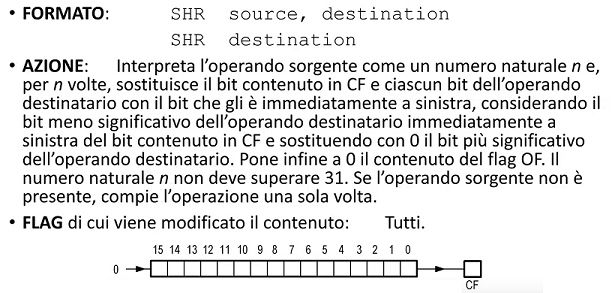 • FORMATO: SHR source, destination
SHR destination
• AZIONE: Interpreta l'operando sorgente come un numero naturale n e,
per n volte, sostituisce il bit contenuto in CF e ciascun bit dell'operando
destinatario con il bit che gli è immediatamente a sinistra, considerando il
bit meno significativo dell'operando destinatario immediatamente a
sinistra del bit contenuto in CF e sostituendo con 0 il bit più significativo
dell'operando destinatario. Pone infine a 0 il contenuto del flag OF. Il
numero naturale n non deve superare 31. Se l'operando sorgente non è
presente, compie l'operazione una sola volta.
• FLAG di cui viene modificato il contenuto: Tutti.
15 14 13 12 11 10 9 8 7 6 5 4 3 2 1 0
0
CF